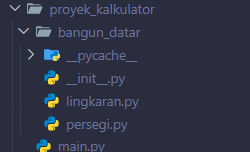 proyek_kalkulator
bangun_datar
__pycache__
__init__.py
lingkaran.py
persegi.py
main.py